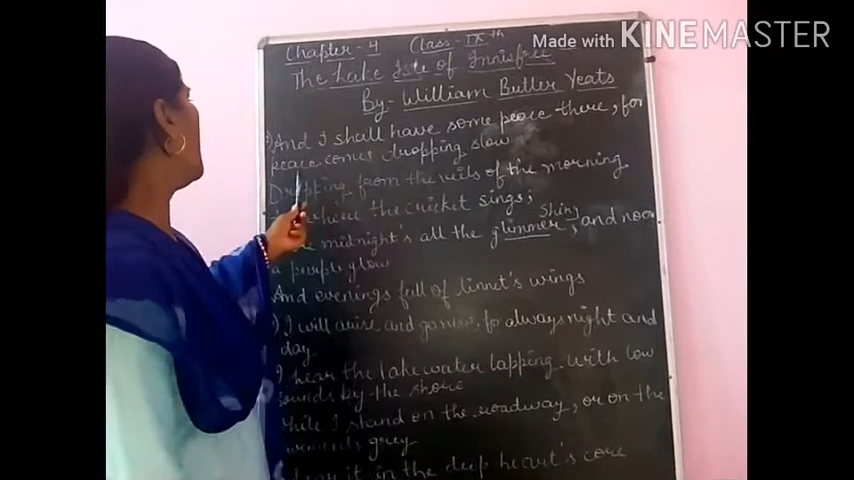 Made with KINEMASTER
Chapter - 4 Class - IX th
The Lake Isle of Innisfree
By - William Butler Yeats
And I shall have some peace there, for
peace comes dropping slow
Dropping from the veils of the morning
where the cricket sings;
Shiny
midnight's all the glimmer, and noon
a purple glow
And evenings full of linnet's wings
I will arise and go now, for always night and
day
I hear the lake water lapping with low
sounds by the shore
While I stand on the roadway, or on the
grey
it in the deep heart's core